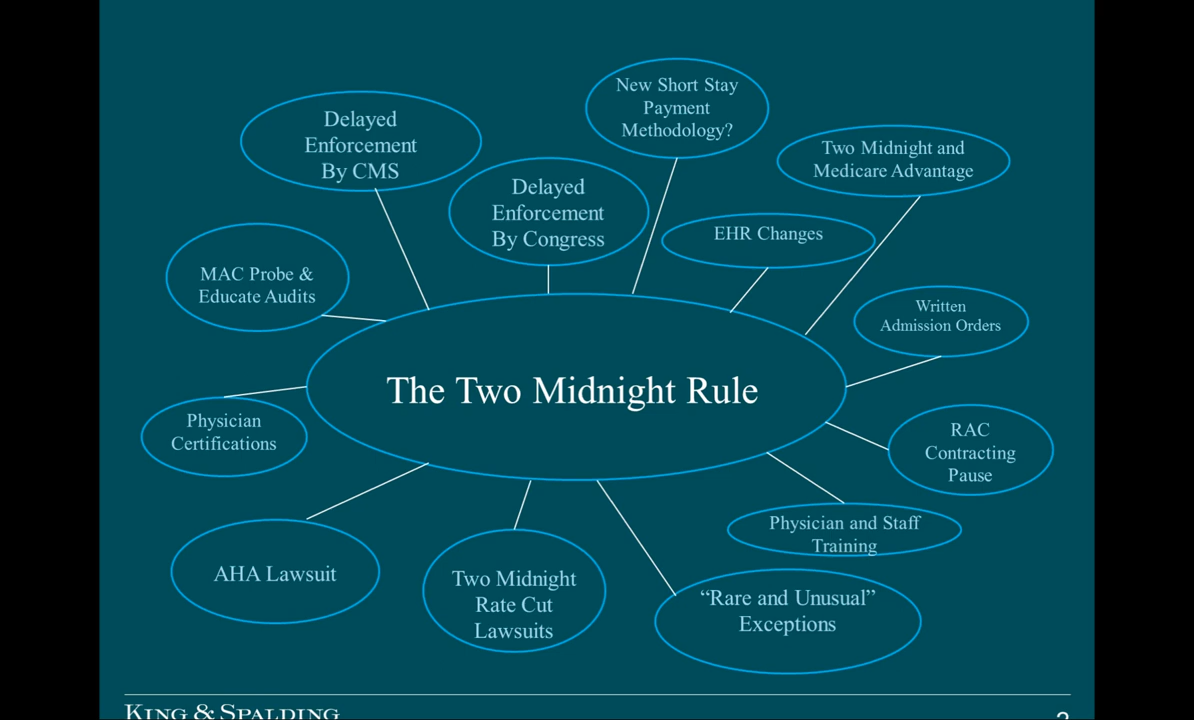 New Short Stay
Payment
Methodology?
Delayed
Enforcement
By CMS
Two Midnight and
Medicare Advantage
Delayed
Enforcement
By Congress
EHR Changes
MAC Probe &
Educate Audits
Written
Admission Orders
The Two Midnight Rule
Physician
Certifications
RAC
Contracting
Pause
Physician and Staff
Training
AHA Lawsuit
Two Midnight
Rate Cut
Lawsuits
“Rare and Unusual”
Exceptions
KING & SPALDING